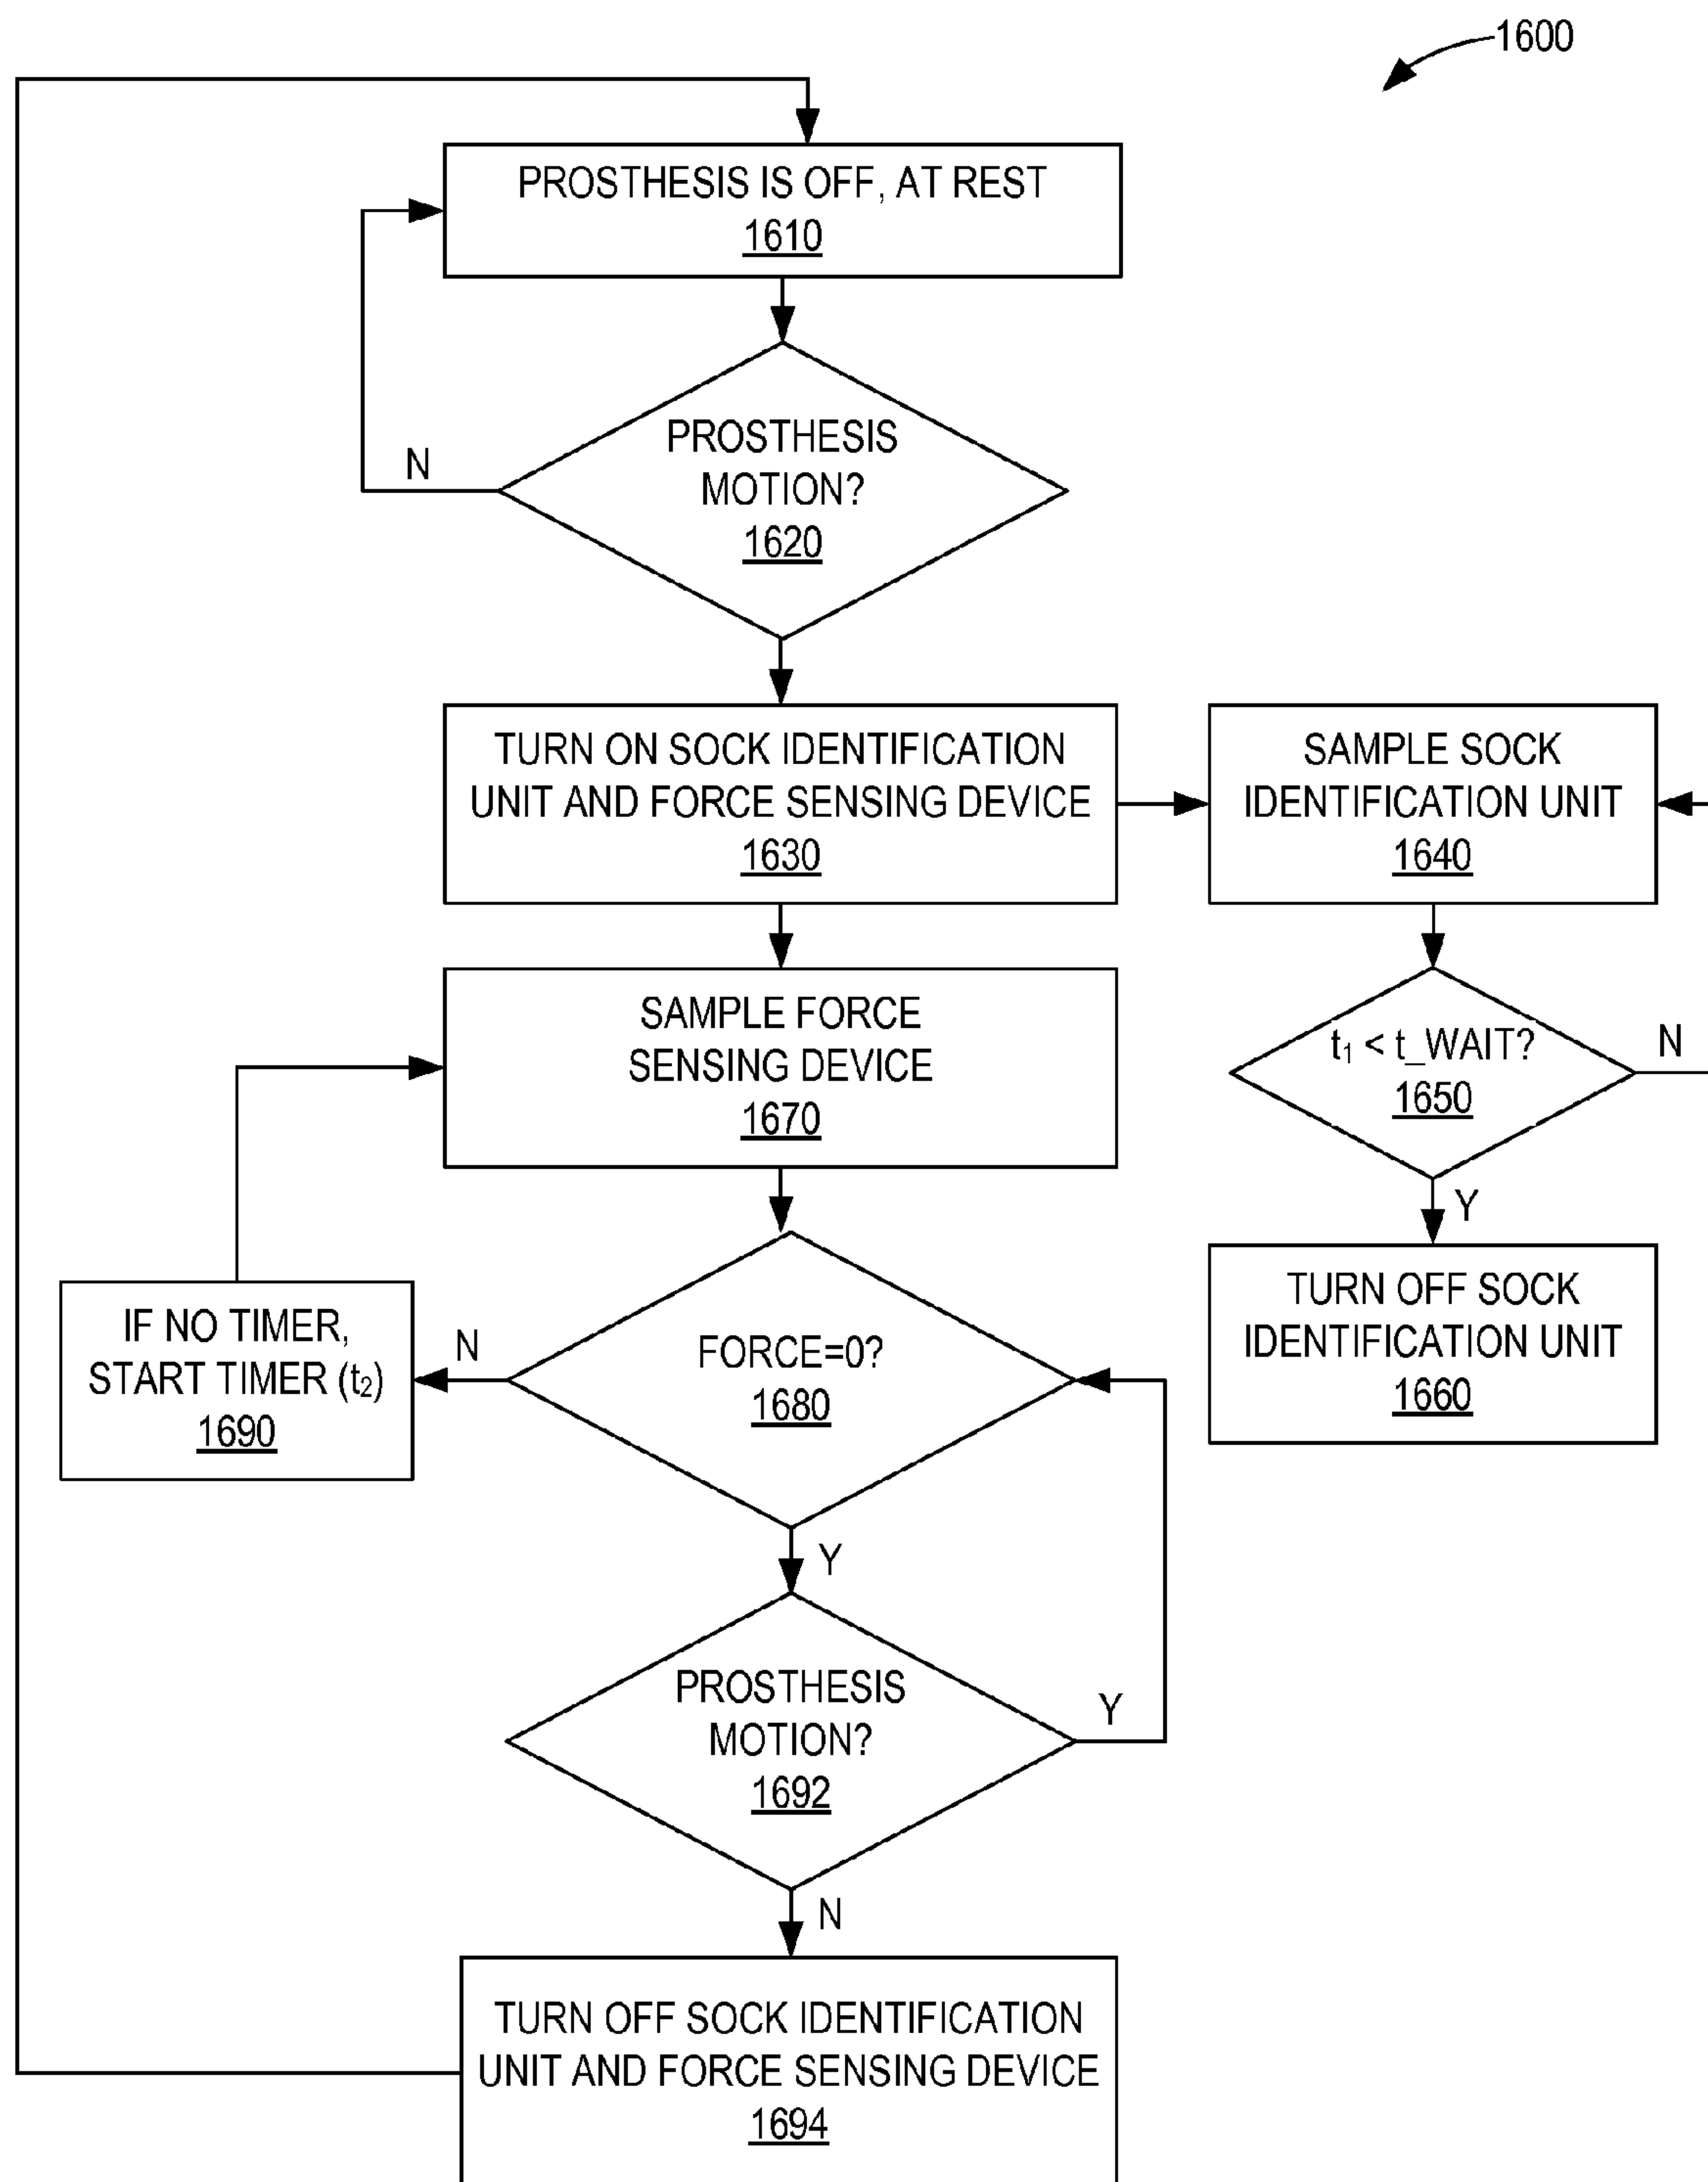 1600
PROSTHESIS IS OFF, AT REST
1610
PROSTHESIS
MOTION?
1620
N
TURN ON SOCK IDENTIFICATION
UNIT AND FORCE SENSING DEVICE
1630
SAMPLE SOCK
IDENTIFICATION UNIT
1640
t₁ < t_WAIT?
1650
N
Y
TURN OFF SOCK
IDENTIFICATION UNIT
1660
SAMPLE FORCE
SENSING DEVICE
1670
FORCE=0?
1680
N
IF NO TIMER,
START TIMER (t₂)
1690
Y
PROSTHESIS
MOTION?
1692
Y
N
TURN OFF SOCK IDENTIFICATION
UNIT AND FORCE SENSING DEVICE
1694